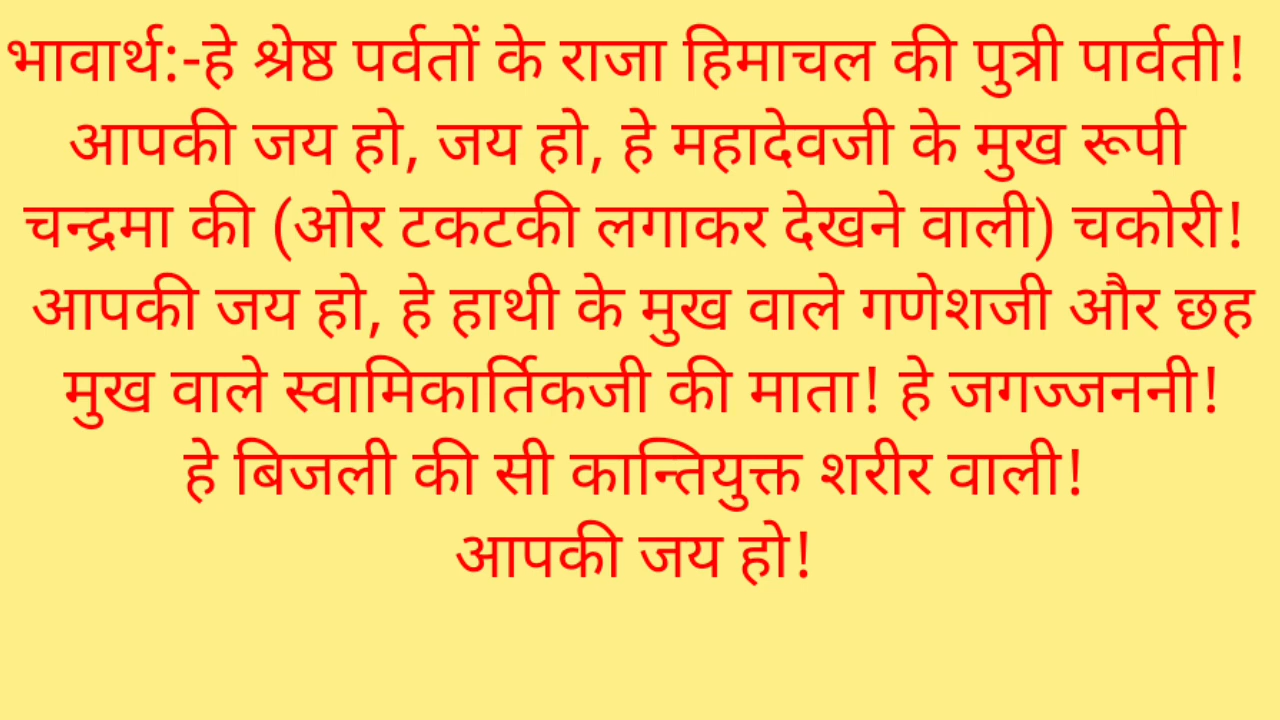 भावार्थ:-हे श्रेष्ठ पर्वतों के राजा हिमाचल की पुत्री पार्वती!
आपकी जय हो, जय हो, हे महादेवजी के मुख रूपी
चन्द्रमा की (ओर टकटकी लगाकर देखने वाली) चकोरी!
आपकी जय हो, हे हाथी के मुख वाले गणेशजी और छह
मुख वाले स्वामिकार्तिकजी की माता! हे जगज्जननी!
हे बिजली की सी कान्तियुक्त शरीर वाली!
आपकी जय हो!